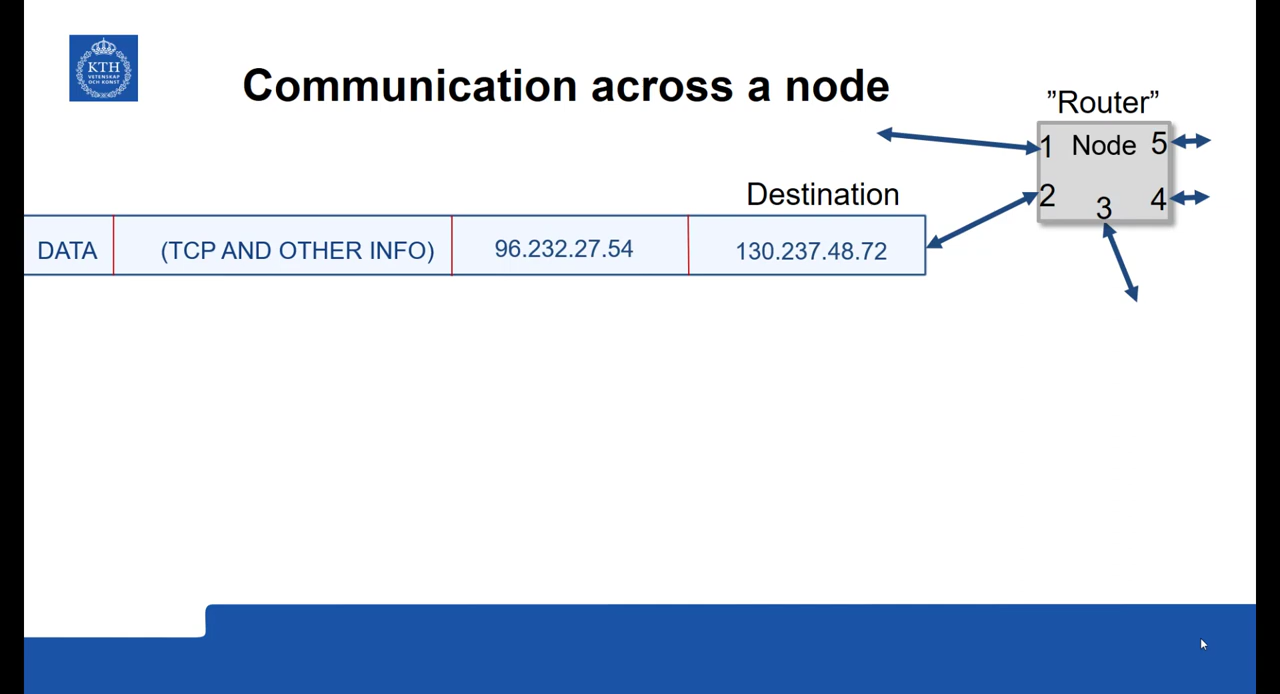 KTH
VETENSKAP
OCH KONST
Communication across a node
"Router"
1 Node 5
2 3 4
Destination
DATA (TCP AND OTHER INFO) 96.232.27.54 130.237.48.72